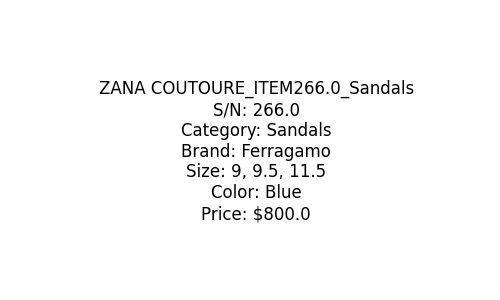 ZANA COUTOURE_ITEM266.0_Sandals
S/N: 266.0
Category: Sandals
Brand: Ferragamo
Size: 9, 9.5, 11.5
Color: Blue
Price: $800.0